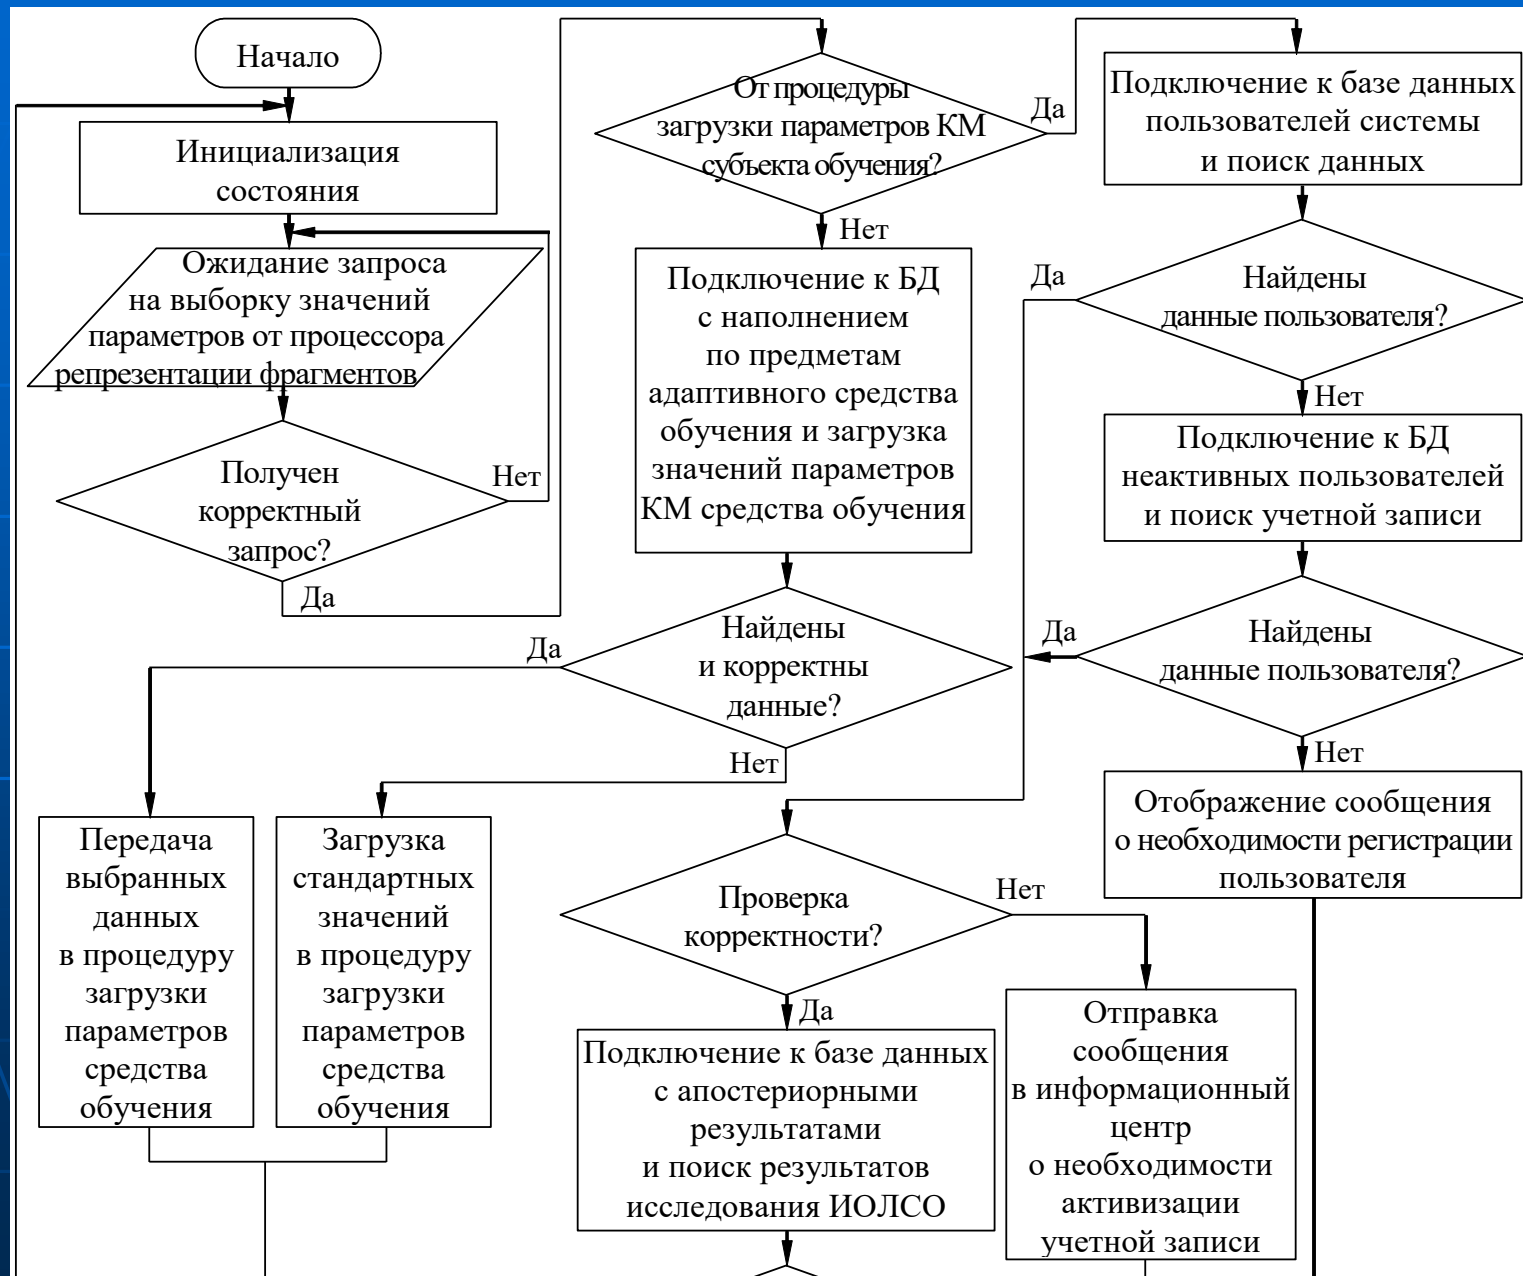 Начало
Инициализация
состояния
Ожидание запроса
на выборку значений
параметров от процессора
репрезентации фрагментов
Получен
корректный
запрос?
Нет
Да
От процедуры
загрузки параметров КМ
субъекта обучения?
Да
Нет
Подключение к БД
с наполнением
по предметам
адаптивного средства
обучения и загрузка
значений параметров
КМ средства обучения
Найдены
и корректны
данные?
Да
Нет
Передача
выбранных
данных
в процедуру
загрузки
параметров
средства
обучения
Загрузка
стандартных
значений
в процедуру
загрузки
параметров
средства
обучения
Подключение к базе данных
пользователей системы
и поиск данных
Найдены
данные пользователя?
Да
Нет
Подключение к БД
неактивных пользователей
и поиск учетной записи
Найдены
данные пользователя?
Да
Нет
Отображение сообщения
о необходимости регистрации
пользователя
Проверка
корректности?
Нет
Да
Подключение к базе данных
с апостериорными
результатами
и поиск результатов
исследования ИОЛСО
Отправка
сообщения
в информационный
центр
о необходимости
активизации
учетной записи